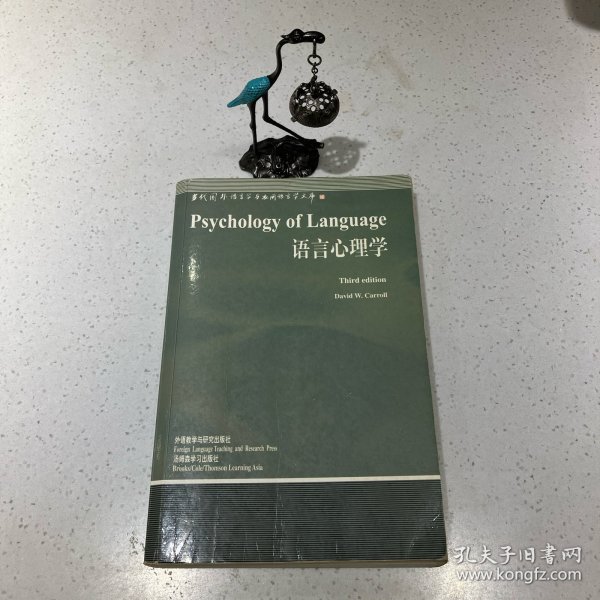 当代国外语言学与应用语言学文库
Psychology of Language
语言心理学
Third edition
David W. Carroll
外语教学与研究出版社
Foreign Language Teaching and Research Press
汤姆森学习出版社
Brooks/Cole/Thomson Learning Asia
孔夫子旧书网
www.kongfz.com